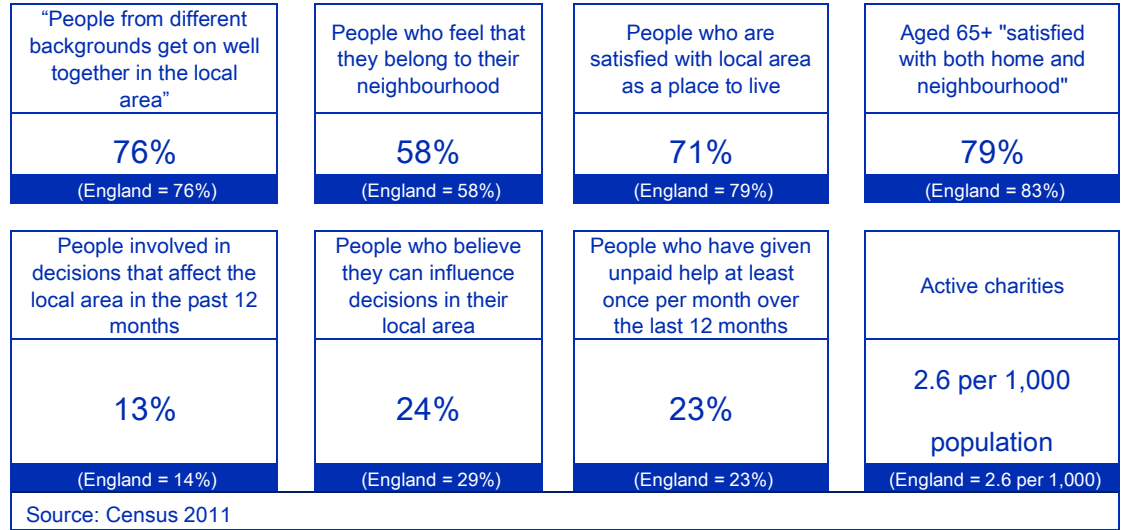 “People from different
backgrounds get on well
together in the local
area”
76%
(England = 76%)
People who feel that
they belong to their
neighbourhood
58%
(England = 58%)
People who are
satisfied with local area
as a place to live
71%
(England = 79%)
Aged 65+ "satisfied
with both home and
neighbourhood"
79%
(England = 83%)
People involved in
decisions that affect the
local area in the past 12
months
13%
(England = 14%)
People who believe
they can influence
decisions in their
local area
24%
(England = 29%)
People who have given
unpaid help at least
once per month over
the last 12 months
23%
(England = 23%)
Active charities
2.6 per 1,000
population
(England = 2.6 per 1,000)
Source: Census 2011